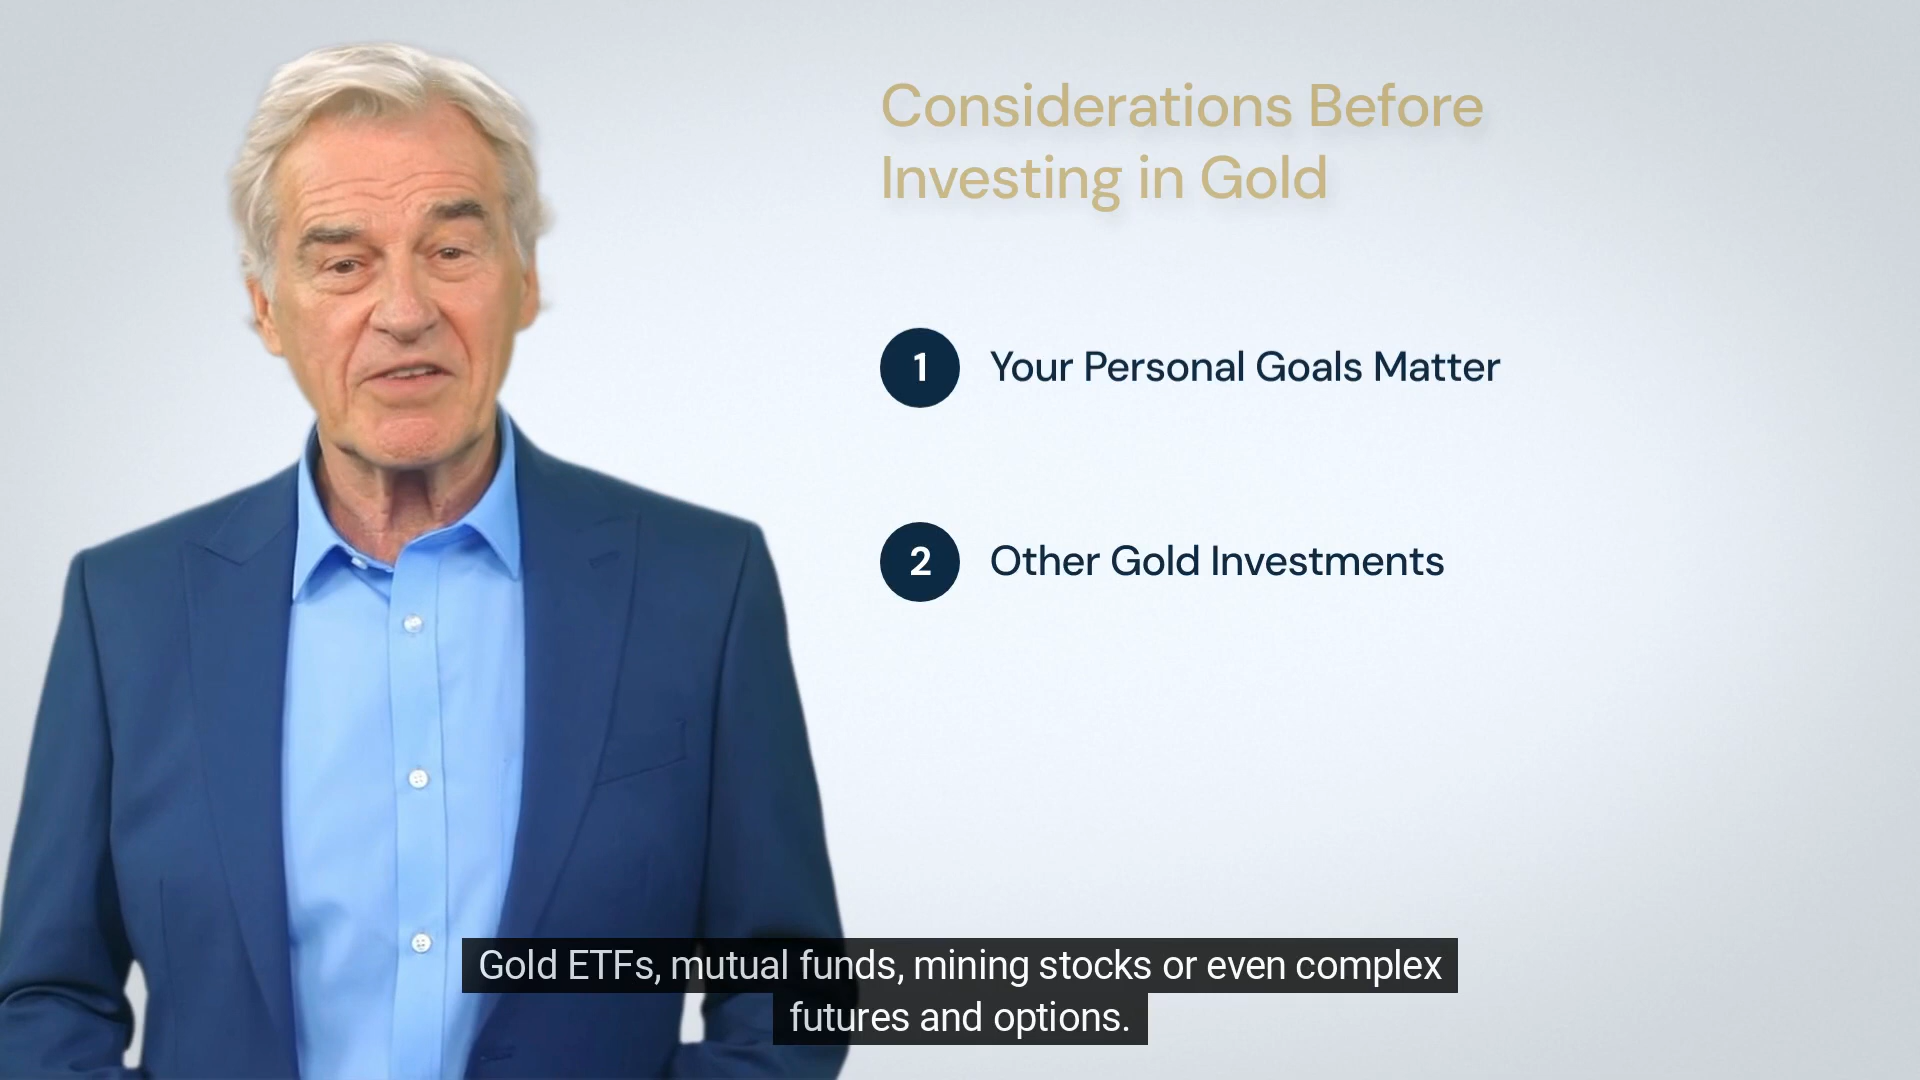 Considerations Before
Investing in Gold
1 Your Personal Goals Matter
2 Other Gold Investments
Gold ETFs, mutual funds, mining stocks or even complex
futures and options.